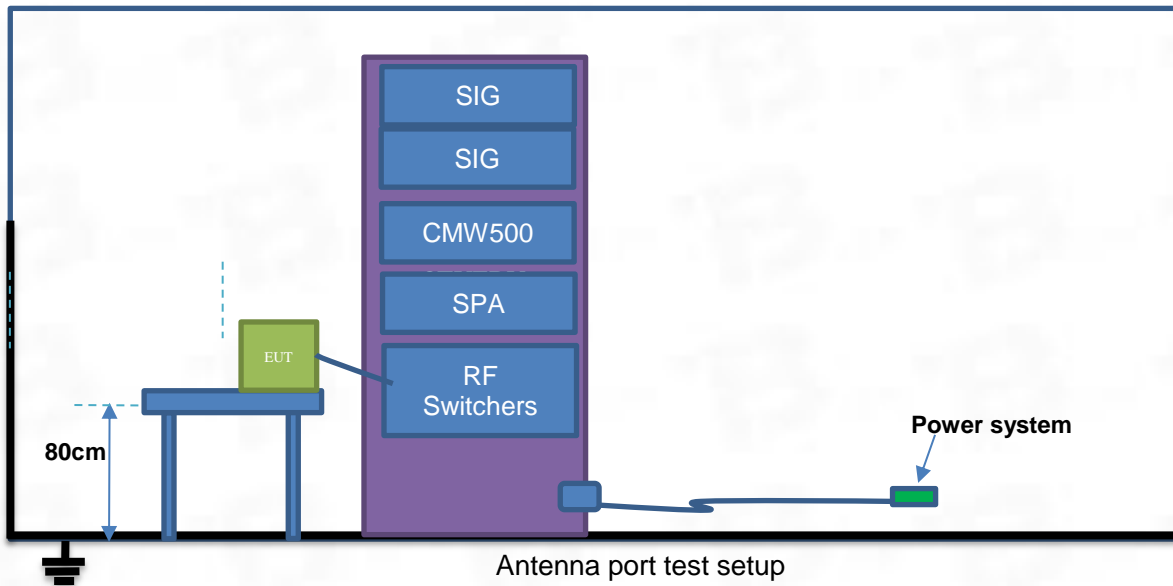 SIG
SIG
CMW500
SPA
EUT
RF
Switchers
80cm
Power system
Antenna port test setup